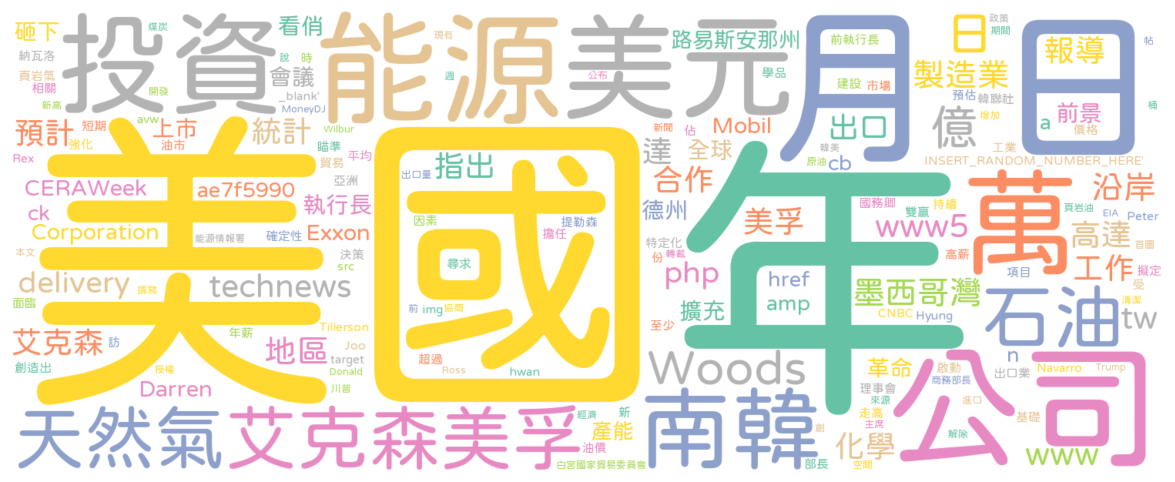 投資
能源
美元
月
日
美國
年
萬
公司
石油
南韓
艾克森美孚
天然氣
砸下
煤炭
看俏
納瓦洛
說
時
現有
頁岩氣
相關
會議
_blank'
開發
新高
MoneyDJ
週
公布
路易斯安那州
學品
前執行長
建設
市場
日
政策
期間
帖
報導
製造業
預估
韓聯社
桶
前景
a
價格
增加
億
出口
韓美
原油
cb
工業
INSERT_RANDOM_NUMBER_HERE'
預計
短期
avw
上市
油市
強化
統計
Wilbur
瞄準
貿易
平均
亞洲
Rex
CERAWeek
ae7f5990
執行長
ck
Corporation
能源情報署
確定性
Exxon
決策
src
本文
delivery
撰寫
technews
面臨
艾克森
年薪
訪
Tillerson
Joo
target
Donald
川普
地區
創造出
授權
Darren
指出
出口量
因素
提勒森
擔任
尋求
前
img
協商
超過
Ross
hwan
新聞
佔
Mobil
達
全球
合作
德州
美孚
國務卿
雙贏
持續
www5
特定化
份
轉載
php
href
amp
高薪
擴充
至少
墨西哥灣
CNBC
Hyung
Woods
沿岸
頁岩油
EIA
Peter
高達
首圖
工作
擬定
項目
受
清潔
tw
n
出口業
Navarro
Trump
革命
啟動
商務部長
理事會
來源
進口
走高
主席
基礎
解除
www
化學
空間
部長
創
經濟
新
產能
油價
白宮國家貿易委員會